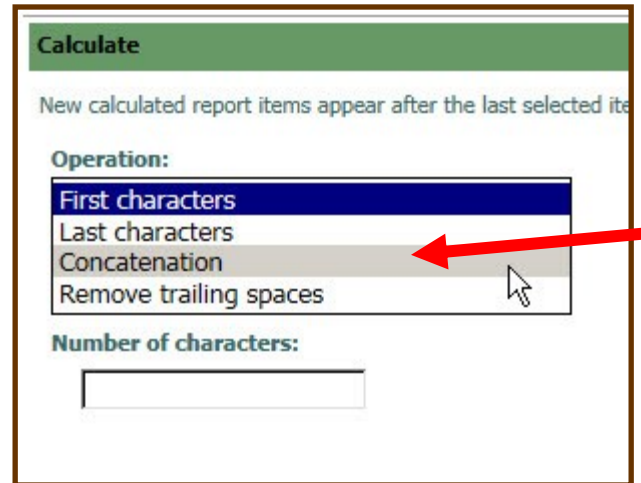 Calculate
New calculated report items appear after the last selected
Operation:
First characters
Last characters
Concatenation
Remove trailing spaces
Number of characters: